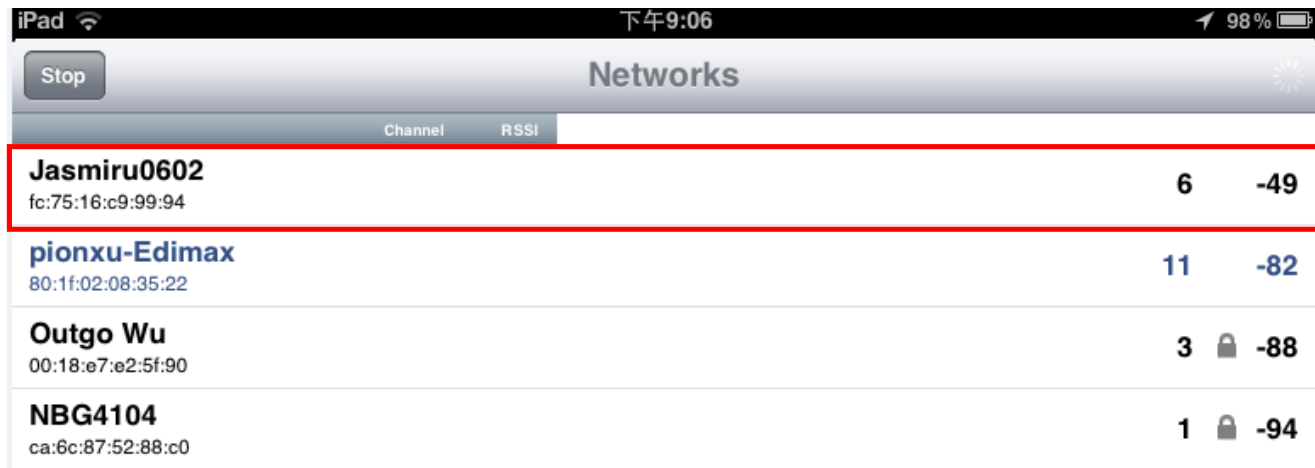 iPad 下午9:06 98%
Stop Networks
Channel RSSI
Jasmiru0602 6 -49
fc:75:16:c9:99:94
pionxu-Edimax 11 -82
80:1f:02:08:35:22
Outgo Wu 3 -88
00:18:e7:e2:5f:90
NBG4104 1 -94
ca:6c:87:52:88:c0